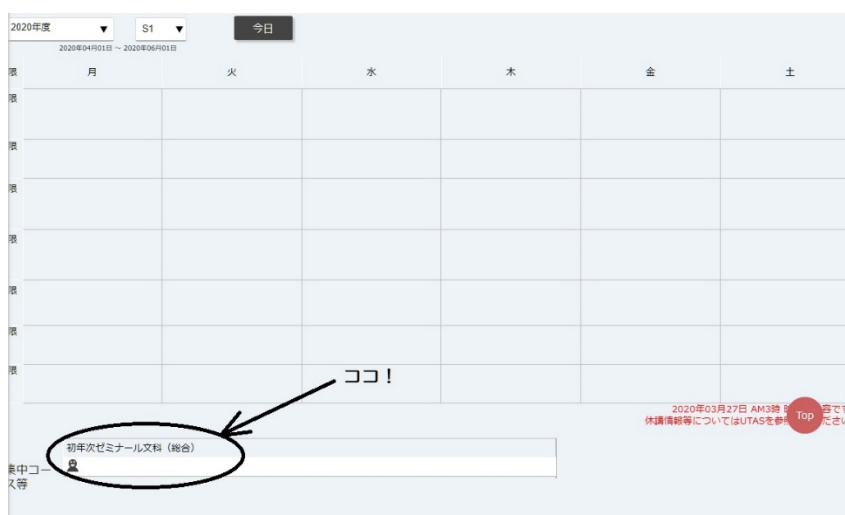 2020年度 ▼ S1 ▼ 今日
2020年04月01日 ~ 2020年06月01日
限 月 火 水 木 金 土
限
限
限
限
限
限
限
ココ！
2020年03月27日 AM3時
休講情報等についてはUTASを参
Top
初年次ゼミナール文科（総合）
集中コー
ス等